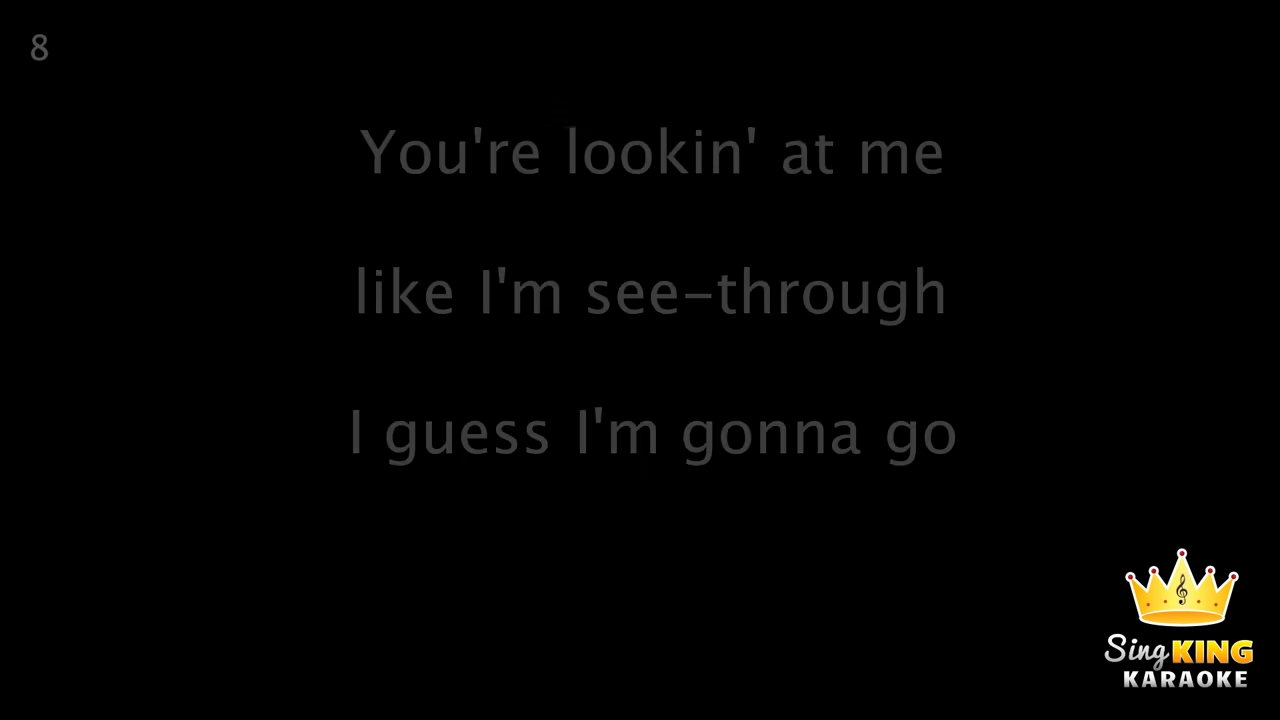 8
You're lookin' at me
like I'm see-through
I guess I'm gonna go
Sing KING
KARAOKE